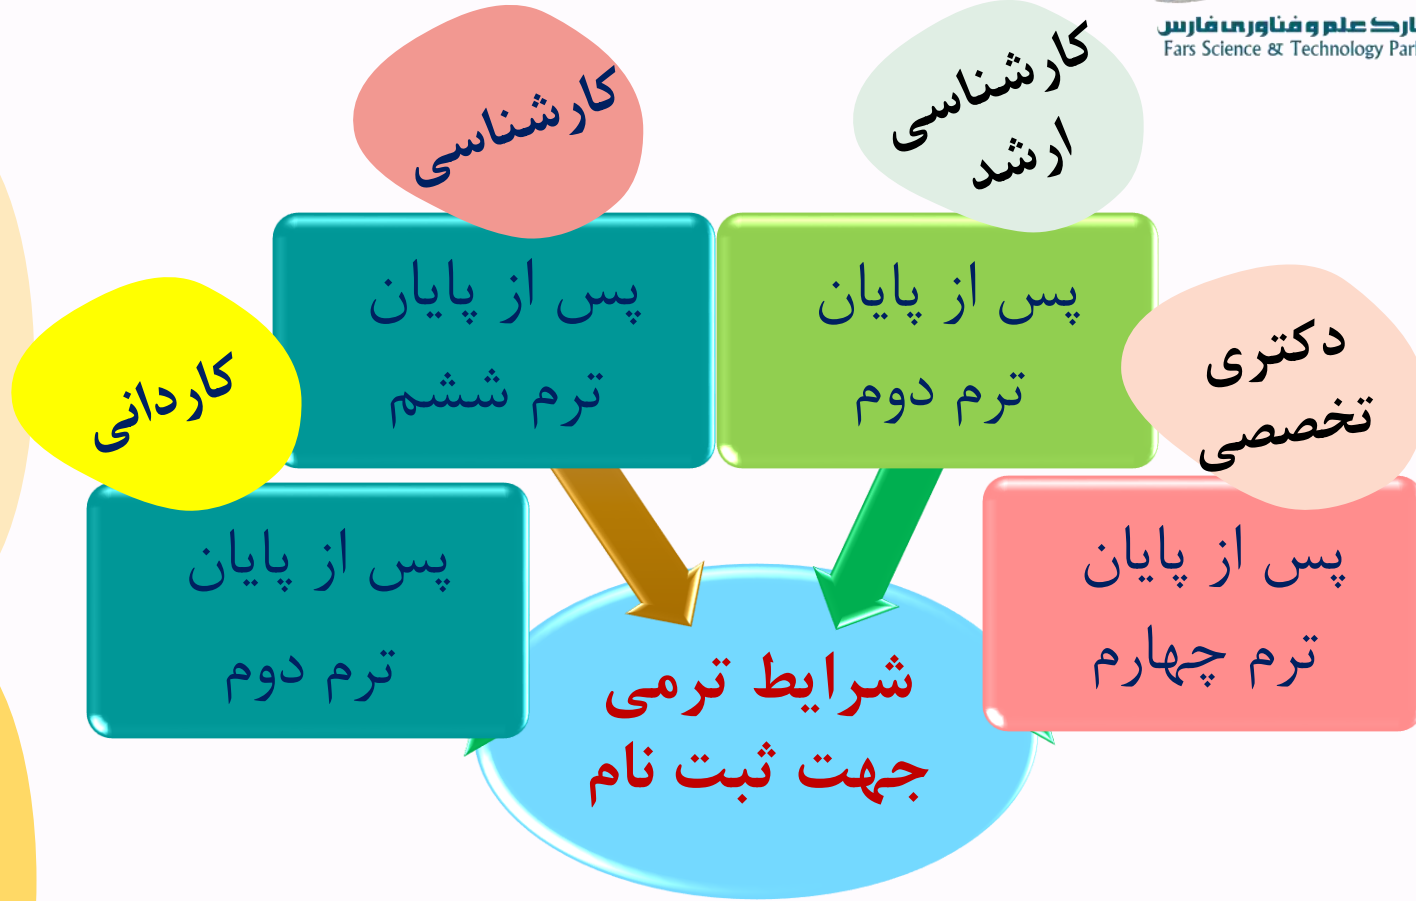 پارک علم و فناوری فارس
Fars Science & Technology Park
کارشناسی
ارشد
پس از پایان
ترم دوم
کارشناسی
پس از پایان
ترم ششم
دکتری
تخصصی
پس از پایان
ترم چهارم
کاردانی
پس از پایان
ترم دوم
شرایط ترمی
جهت ثبت نام